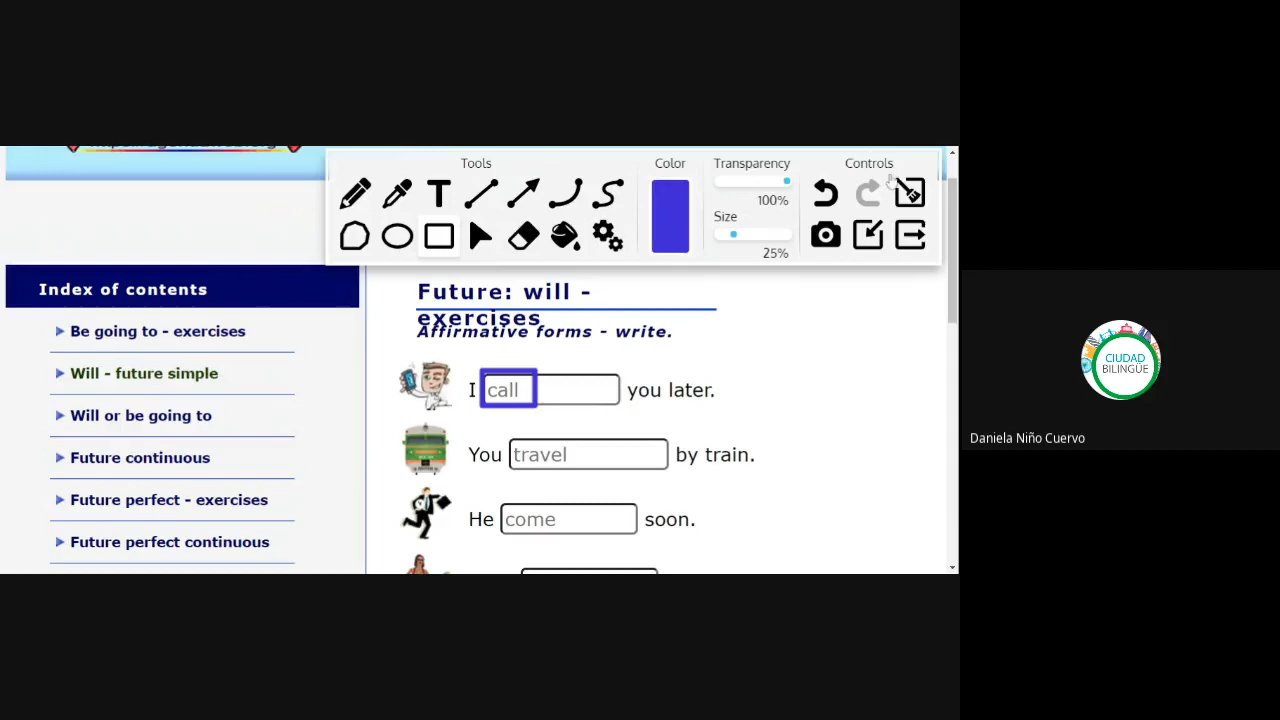 Tools
Color
Transparency
100%
Size
25%
Controls
Index of contents
Be going to - exercises
Will - future simple
Will or be going to
Future continuous
Future perfect - exercises
Future perfect continuous
Future: will -
exercises
Affirmative forms - write.
I call you later.
You travel by train.
He come soon.
CIUDAD
BILINGÜE
Daniela Niño Cuervo